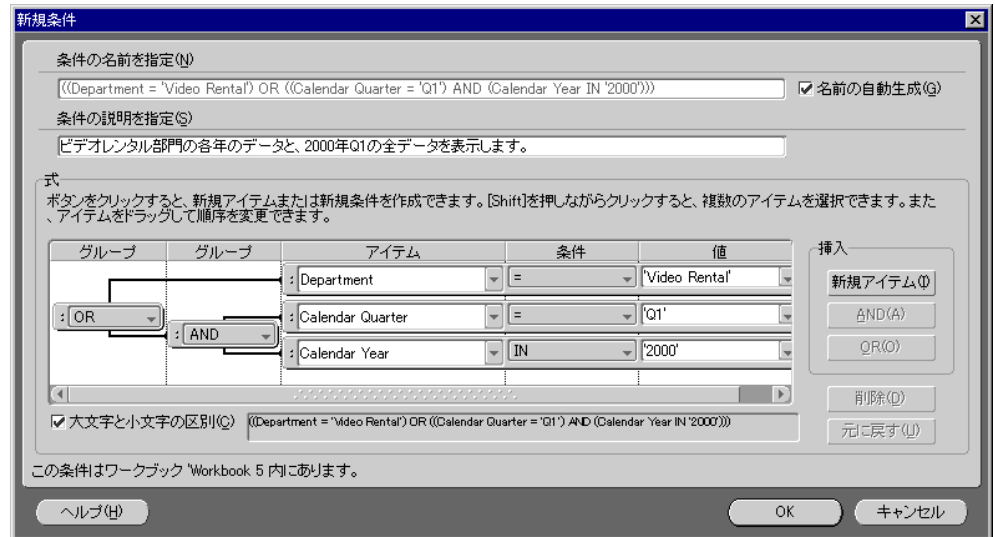 新規条件
条件の名前を指定(N)
((Department = 'Video Rental') OR ((Calendar Quarter = 'Q1') AND (Calendar Year IN '2000')))
名前の自動生成(G)
条件の説明を指定(S)
ビデオレンタル部門の各年のデータと、2000年Q1の全データを表示します。
式
ボタンをクリックすると、新規アイテムまたは新規条件を作成できます。[Shift]を押しながらクリックすると、複数のアイテムを選択できます。また
、アイテムをドラッグして順序を変更できます。
グループ グループ アイテム 条件 値
挿入
: Department = 'Video Rental'
新規アイテム(I)
: OR
: Calendar Quarter = 'Q1'
AND(A)
: AND
: Calendar Year IN '2000'
OR(O)
削除(D)
大文字と小文字の区別(C)
((Department = 'Video Rental') OR ((Calendar Quarter = 'Q1') AND (Calendar Year IN '2000')))
元に戻す(U)
この条件はワークブック 'Workbook 5 内にあります。
ヘルプ(H)
OK
キャンセル